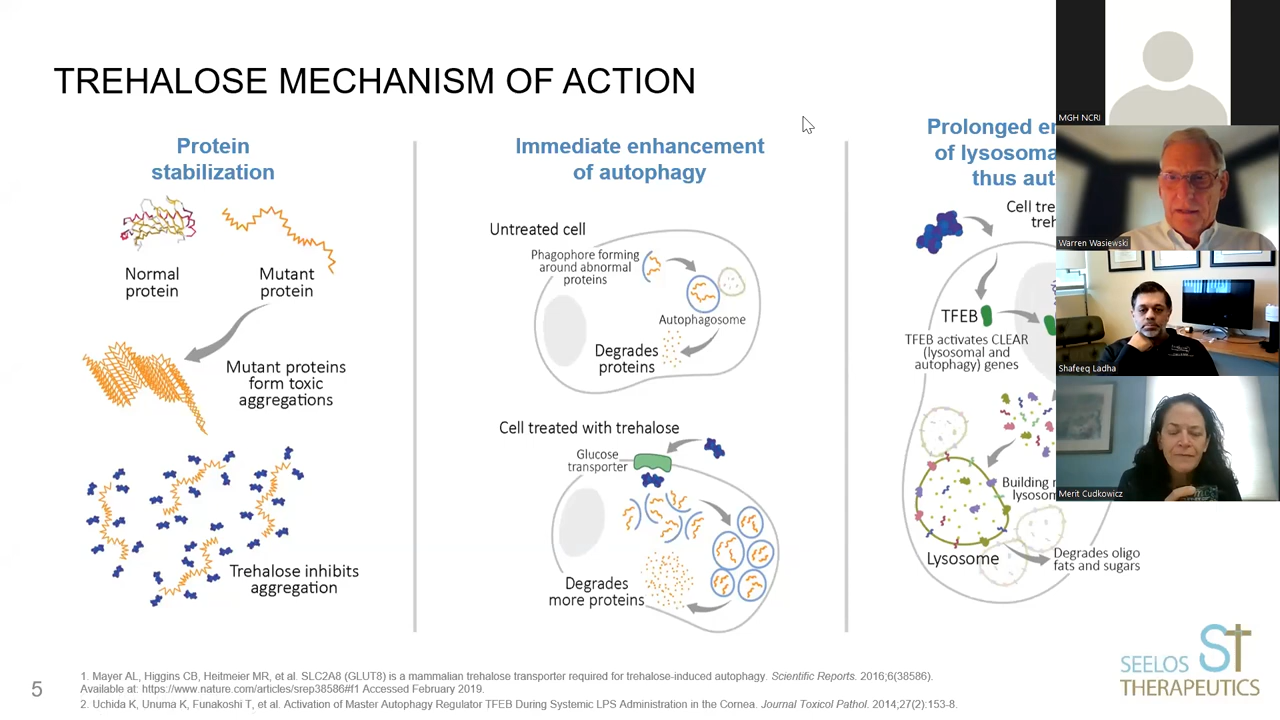 TREHALOSE MECHANISM OF ACTION
Protein
stabilization
Normal
protein
Mutant
protein
Mutant proteins
form toxic
aggregations
Trehalose inhibits
aggregation
Immediate enhancement
of autophagy
Untreated cell
Phagophore forming
around abnormal
proteins
Autophagosome
Degrades
proteins
Cell treated with trehalose
Glucose
transporter
Degrades
more proteins
Prolonged
of
thus
Cell
TFEB
TFEB activates CLEAR
(lysosomal and
autophagy) genes
Building
Lysosome
Degrades oligo
fats and sugars
MGH NCRI
Warren Wasiewski
Shafeeq Ladha
Merit Cudkowicz
5
1. Mayer AL, Higgins CB, Heitmeier MR, et al. SLC2A8 (GLUT8) is a mammalian trehalose transporter required for trehalose-induced autophagy. Scientific Reports. 2016;6(38586).
Available at: https://www.nature.com/articles/srep38586#f1 Accessed February 2019.
2. Uchida K, Unuma K, Funakoshi T, et al. Activation of Master Autophagy Regulator TFEB During Systemic LPS Administration in the Cornea. Journal Toxicol Pathol. 2014;27(2):153-8.
SEELOS ST
THERAPEUTICS